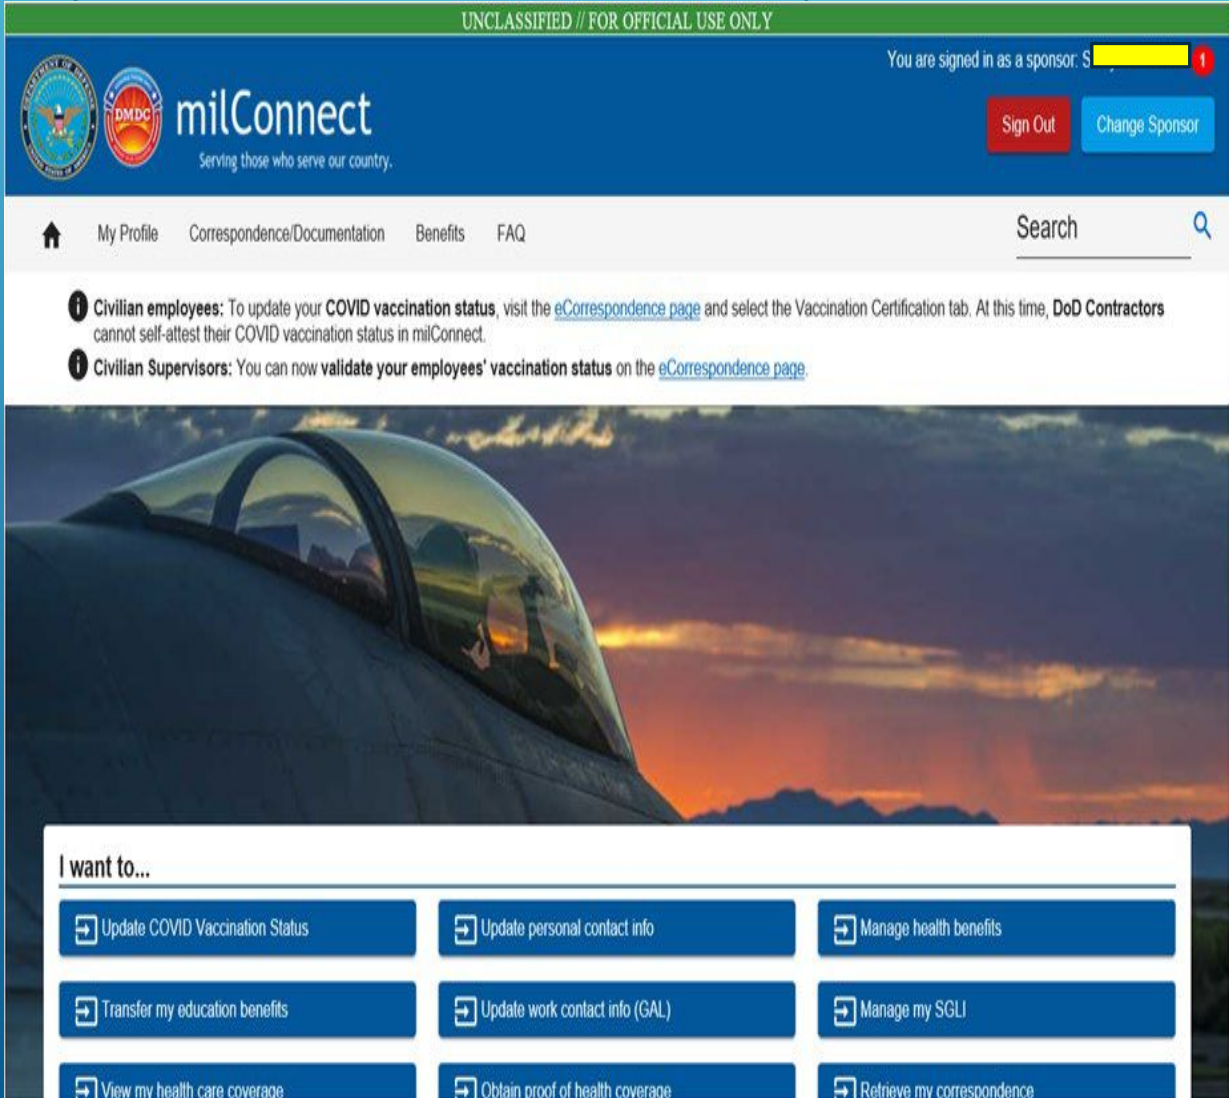 UNCLASSIFIED // FOR OFFICIAL USE ONLY
You are signed in as a sponsor: S
1
DMDC
milConnect
Serving those who serve our country.
Sign Out
Change Sponsor
My Profile
Correspondence/Documentation
Benefits
FAQ
Search
Civilian employees: To update your COVID vaccination status, visit the eCorrespondence page and select the Vaccination Certification tab. At this time, DoD Contractors
cannot self-attest their COVID vaccination status in milConnect.
Civilian Supervisors: You can now validate your employees' vaccination status on the eCorrespondence page.
I want to...
Update COVID Vaccination Status
Update personal contact info
Manage health benefits
Transfer my education benefits
Update work contact info (GAL)
Manage my SGLI
View my health care coverage
Obtain proof of health coverage
Retrieve my correspondence